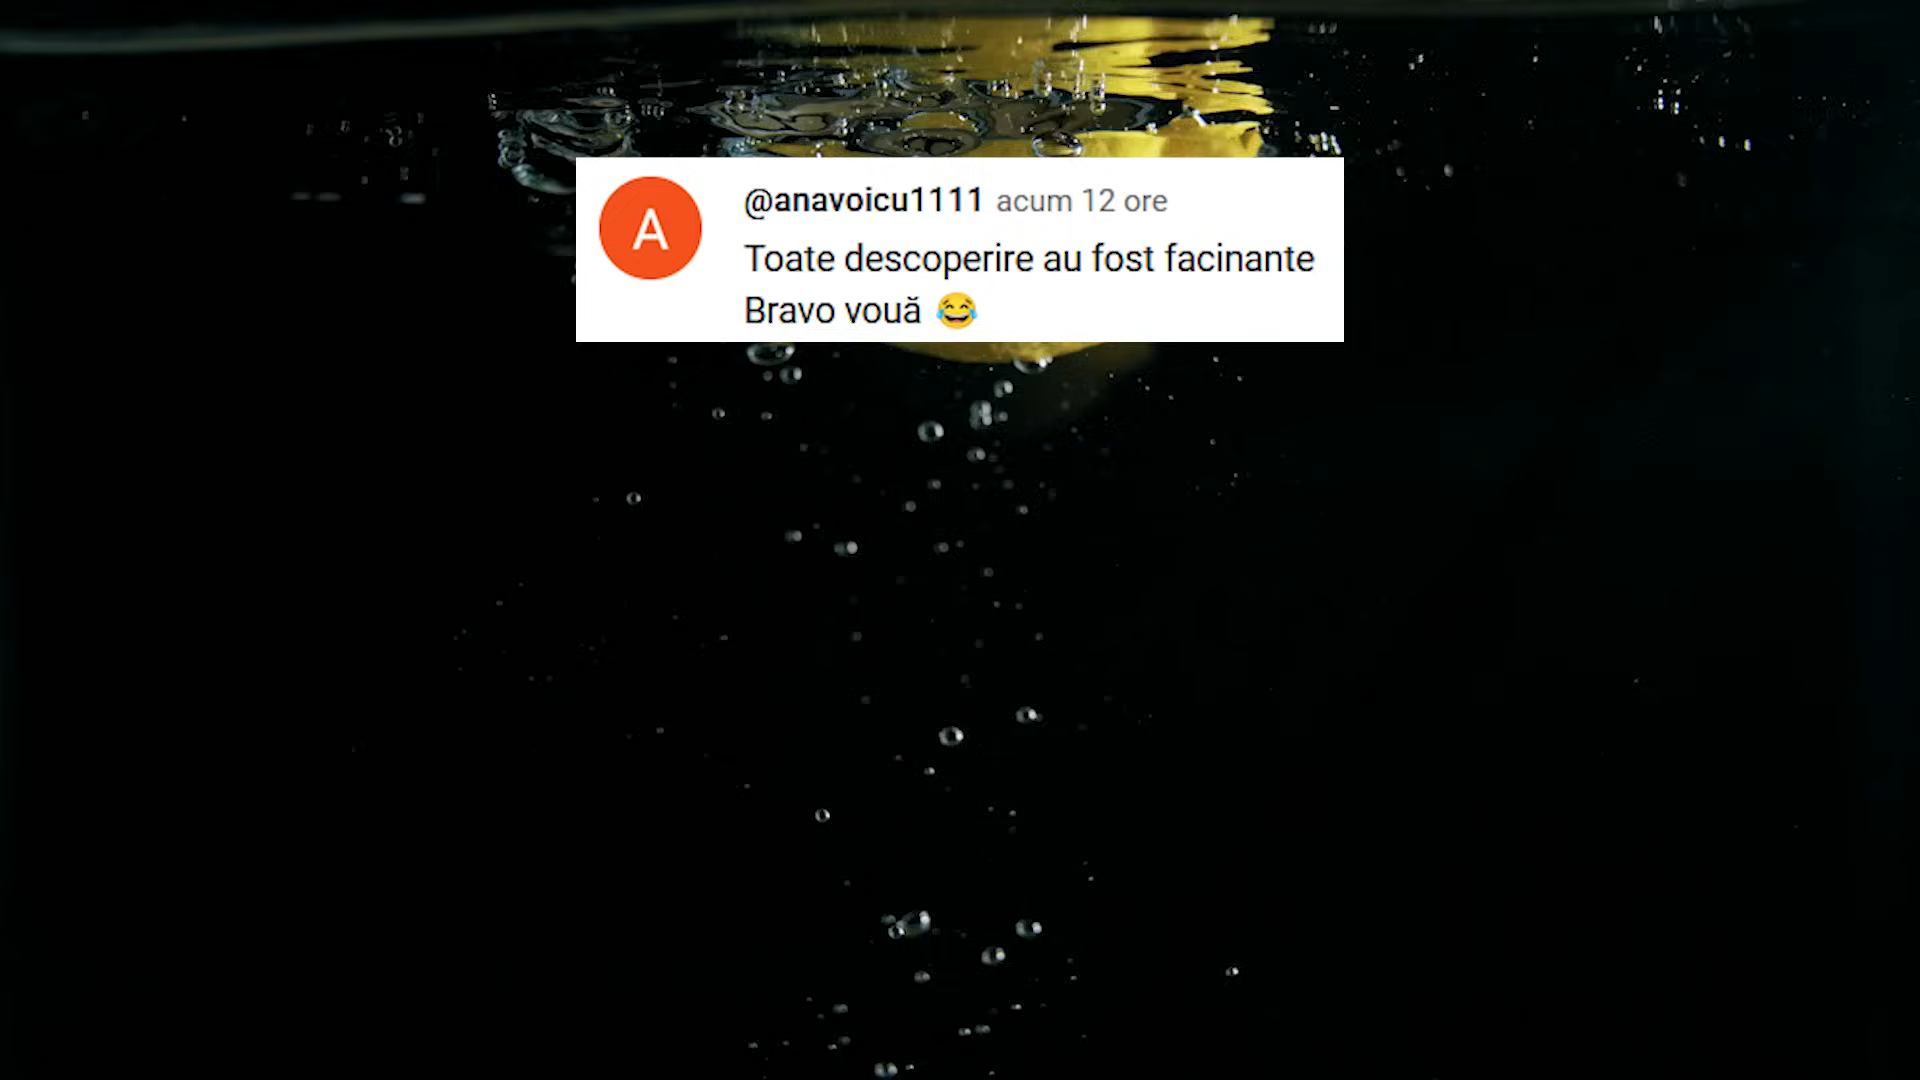 A
@anavoicu1111 acum 12 ore
Toate descoperire au fost facinante
Bravo vouă 😂